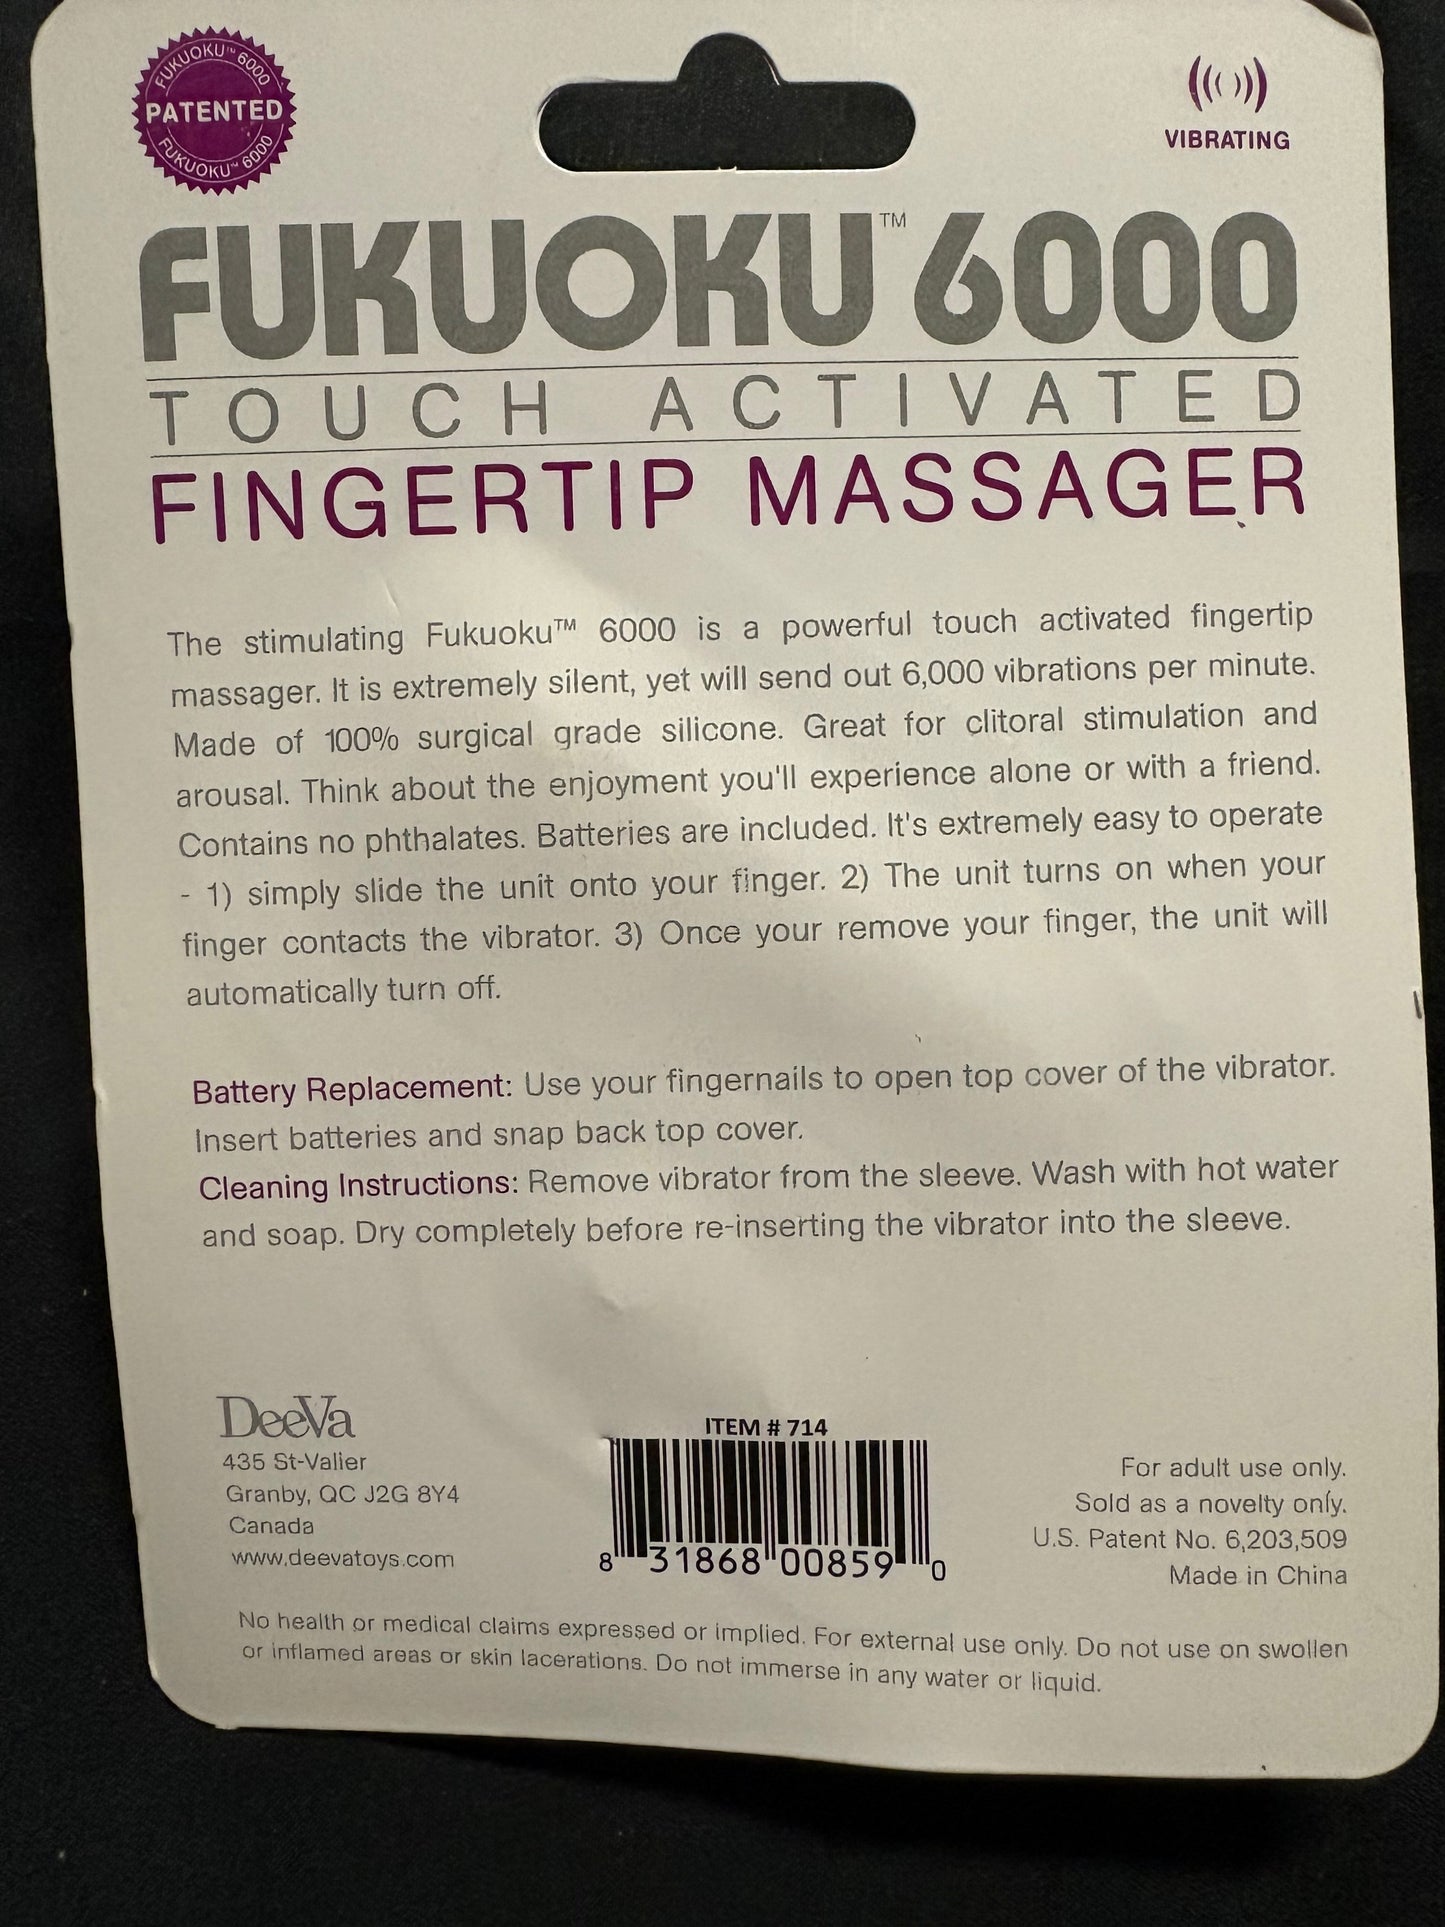 FUKUOKU™ 6000
PATENTED
FUKUOKU™ 6000
VIBRATING
FUKUOKU™ 6000
TOUCH ACTIVATED
FINGERTIP MASSAGER
The stimulating Fukuoku™ 6000 is a powerful touch activated fingertip
massager. It is extremely silent, yet will send out 6,000 vibrations per minute.
Made of 100% surgical grade silicone. Great for clitoral stimulation and
arousal. Think about the enjoyment you'll experience alone or with a friend.
Contains no phthalates. Batteries are included. It's extremely easy to operate
- 1) simply slide the unit onto your finger. 2) The unit turns on when your
finger contacts the vibrator. 3) Once your remove your finger, the unit will
automatically turn off.
Battery Replacement: Use your fingernails to open top cover of the vibrator.
Insert batteries and snap back top cover.
Cleaning Instructions: Remove vibrator from the sleeve. Wash with hot water
and soap. Dry completely before re-inserting the vibrator into the sleeve.
DeeVa
435 St-Valier
Granby, QC J2G 8Y4
Canada
www.deevatoys.com
ITEM # 714
8 31868 00859 0
For adult use only.
Sold as a novelty only.
U.S. Patent No. 6,203,509
Made in China
No health or medical claims expressed or implied. For external use only. Do not use on swollen
or inflamed areas or skin lacerations. Do not immerse in any water or liquid.